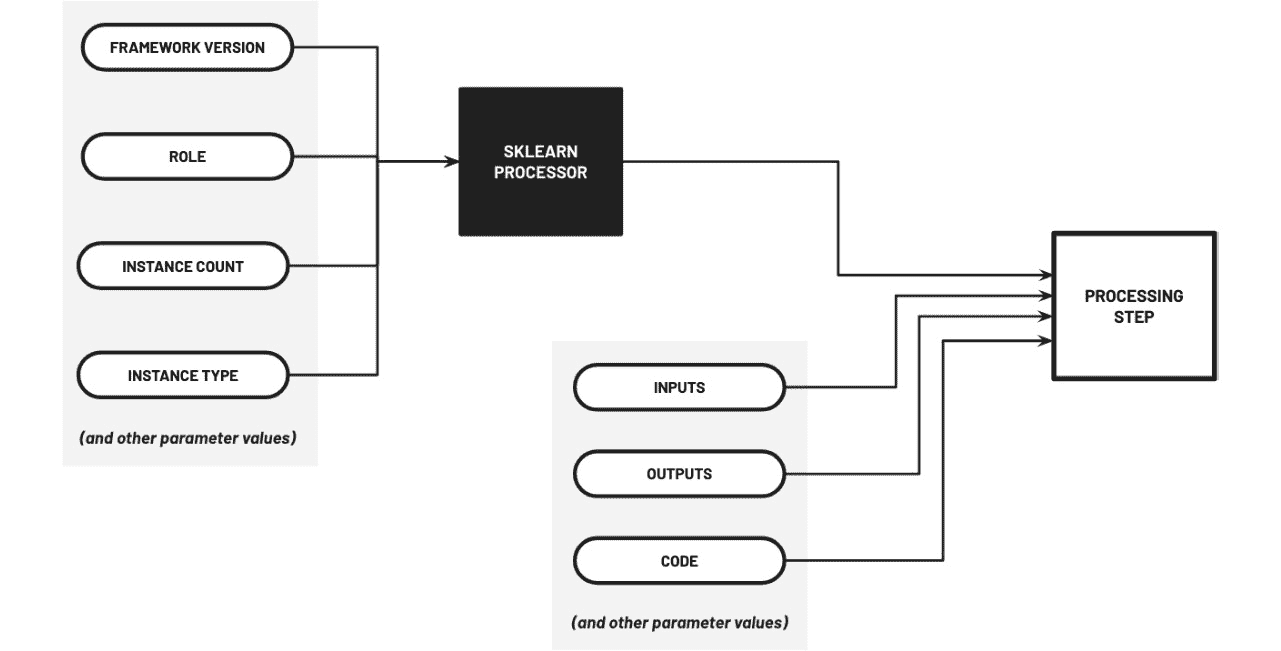 FRAMEWORK VERSION
ROLE
INSTANCE COUNT
INSTANCE TYPE
(and other parameter values)
SKLEARN
PROCESSOR
PROCESSING
STEP
INPUTS
OUTPUTS
CODE
(and other parameter values)